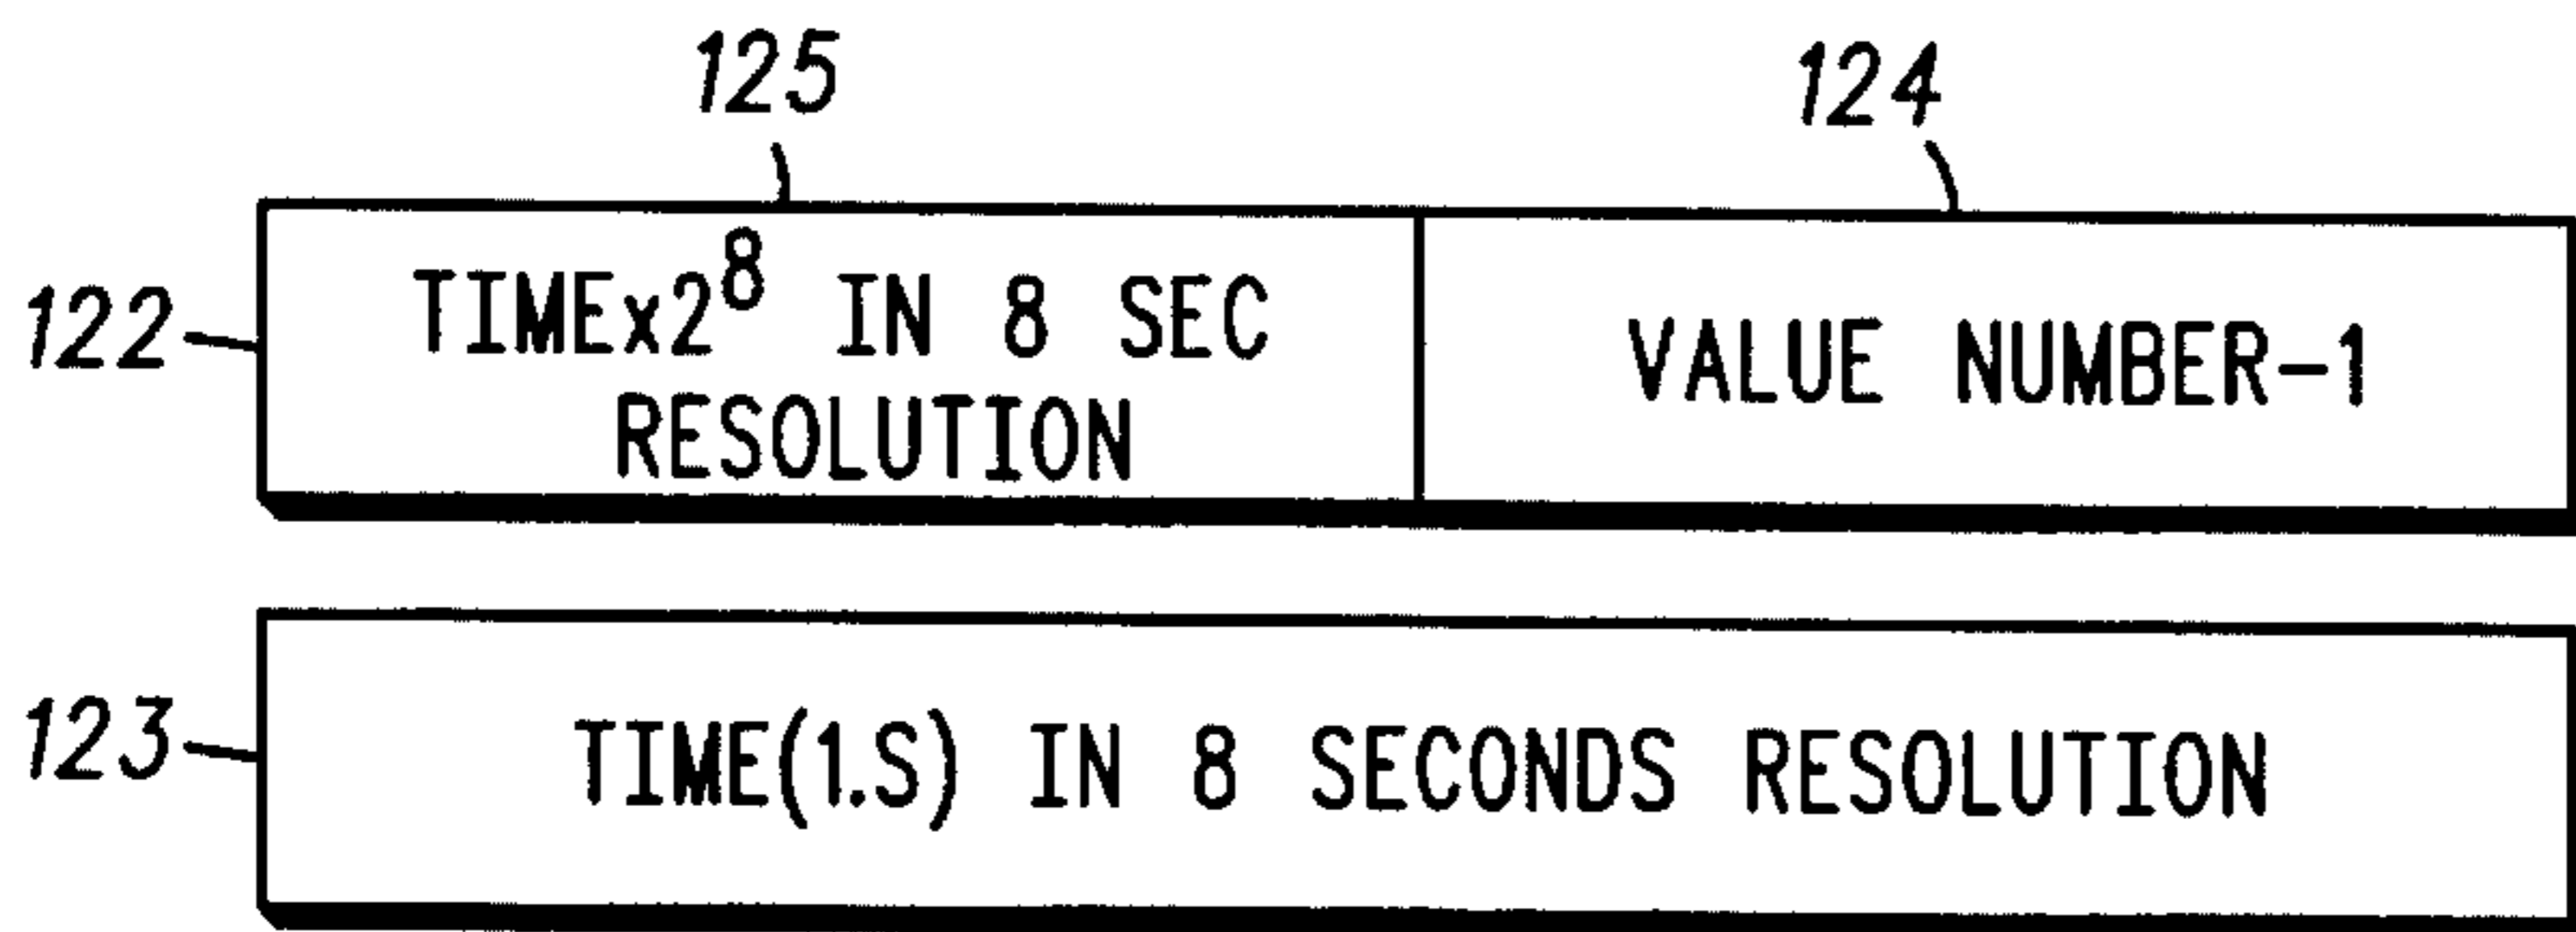 125
124
122
TIMEx2⁸ IN 8 SEC
RESOLUTION
VALUE NUMBER-1
123
TIME(1.S) IN 8 SECONDS RESOLUTION